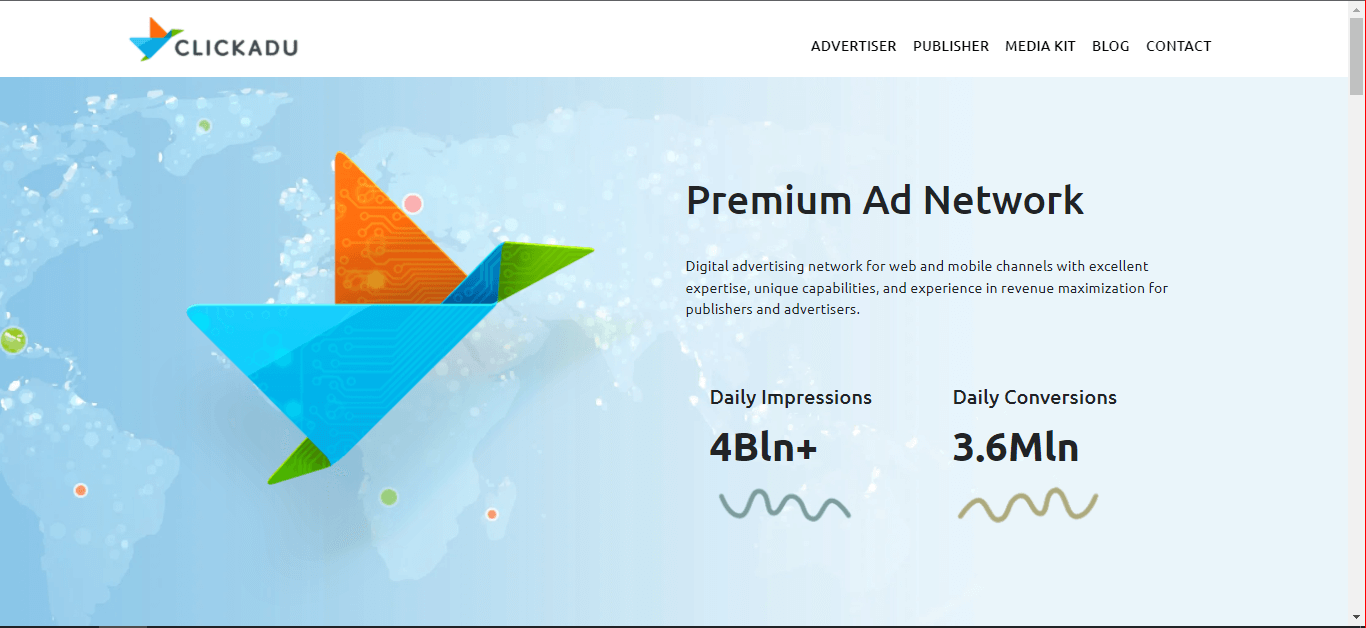 CLICKADU
ADVERTISER PUBLISHER MEDIA KIT BLOG CONTACT
Premium Ad Network
Digital advertising network for web and mobile channels with excellent
expertise, unique capabilities, and experience in revenue maximization for
publishers and advertisers.
Daily Impressions
4Bln+
Daily Conversions
3.6Mln